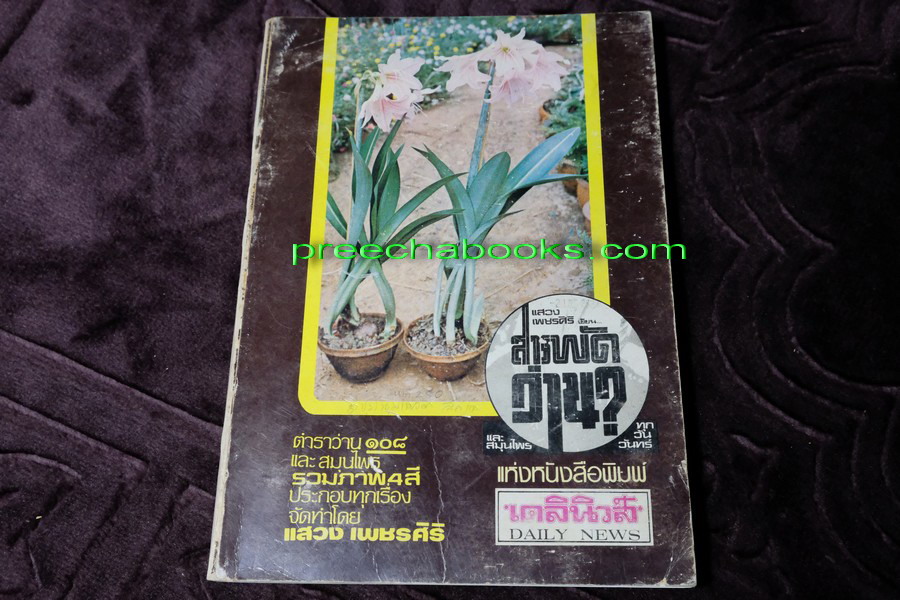 preechabooks.com
แสวง
เพชรศิริ เขียน...
สารพัด
ว่าน?
และ
สมุนไพร
ทุก
วัน
จันทร์
แห่งหนังสือพิมพ์
เดลินิวส์
DAILY NEWS
ตำราว่าน ๑๐๘
และ สมุนไพร
รวมภาพ ๔ สี
ประกอบทุกเรื่อง
จัดทำโดย
แสวง เพชรศิริ